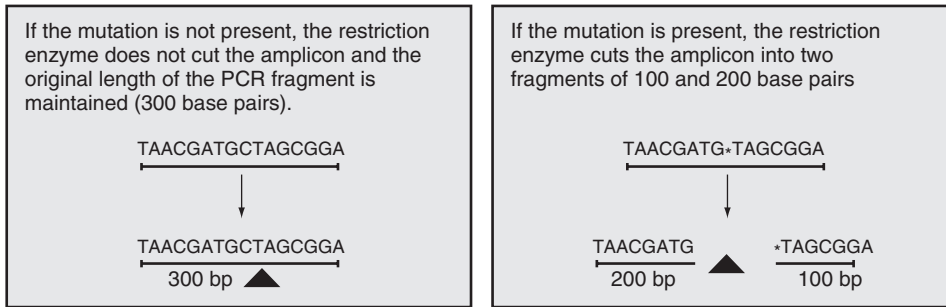 If the mutation is not present, the restriction
enzyme does not cut the amplicon and the
original length of the PCR fragment is
maintained (300 base pairs).
TAACGATGCTAGCGGA
TAACGATGCTAGCGGA
300 bp
If the mutation is present, the restriction
enzyme cuts the amplicon into two
fragments of 100 and 200 base pairs
TAACGATG*TAGCGGA
TAACGATG *TAGCGGA
200 bp 100 bp